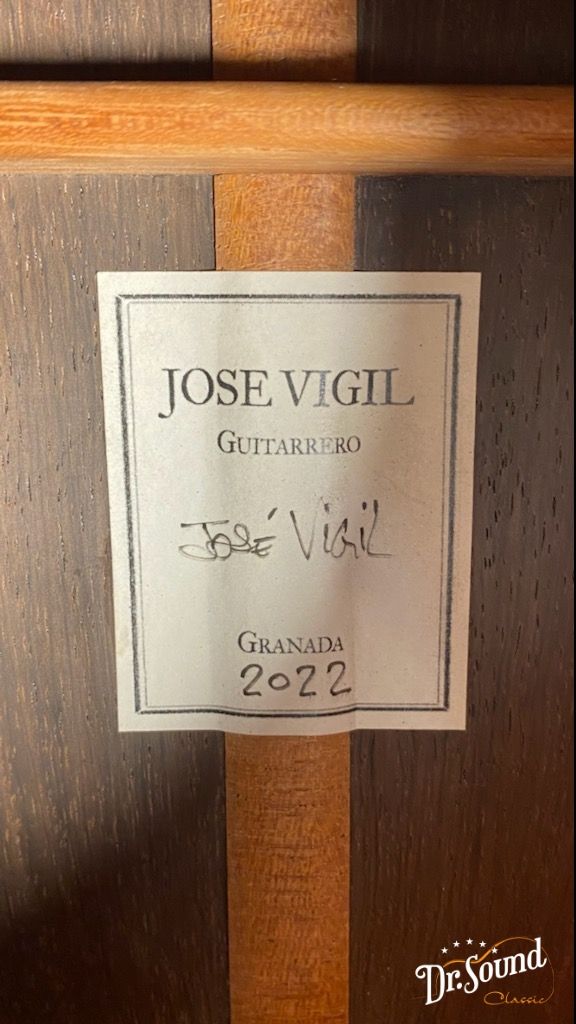 JOSE VIGIL
GUITARRERO
José Vigil
GRANADA
2022
Dr.Sound
Classic